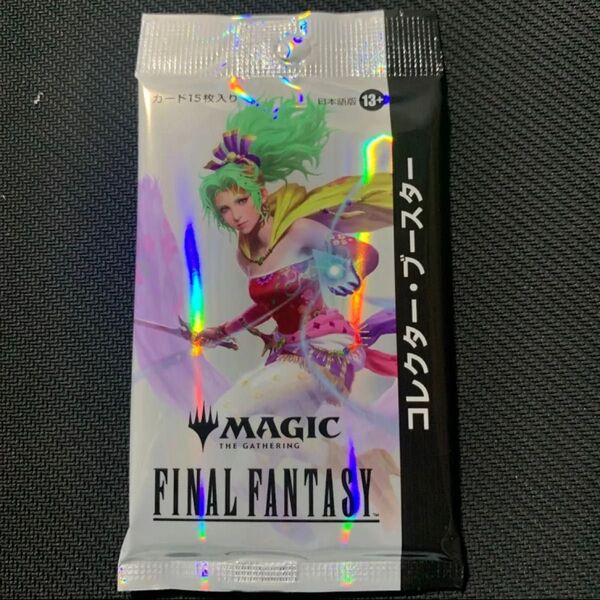 カード15枚入り
日本語版 13+
コレクター・ブースター
MAGIC
THE GATHERING
FINAL FANTASY™